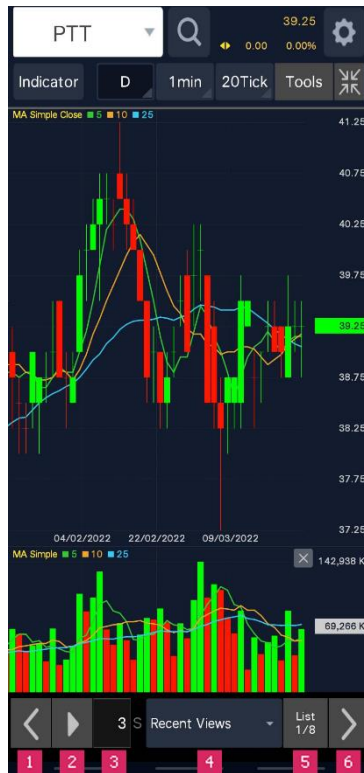 PTT
39.25
0.00 0.00%
Indicator D 1min 20Tick Tools
MA Simple Close 5 10 25
41.25
40.75
40.25
39.75
39.25
38.75
38.25
37.75
37.25
04/02/2022 22/02/2022 09/03/2022
MA Simple 5 10 25
142,938 K
69,266 K
3 S Recent Views List
1/8
1 2 3 4 5 6